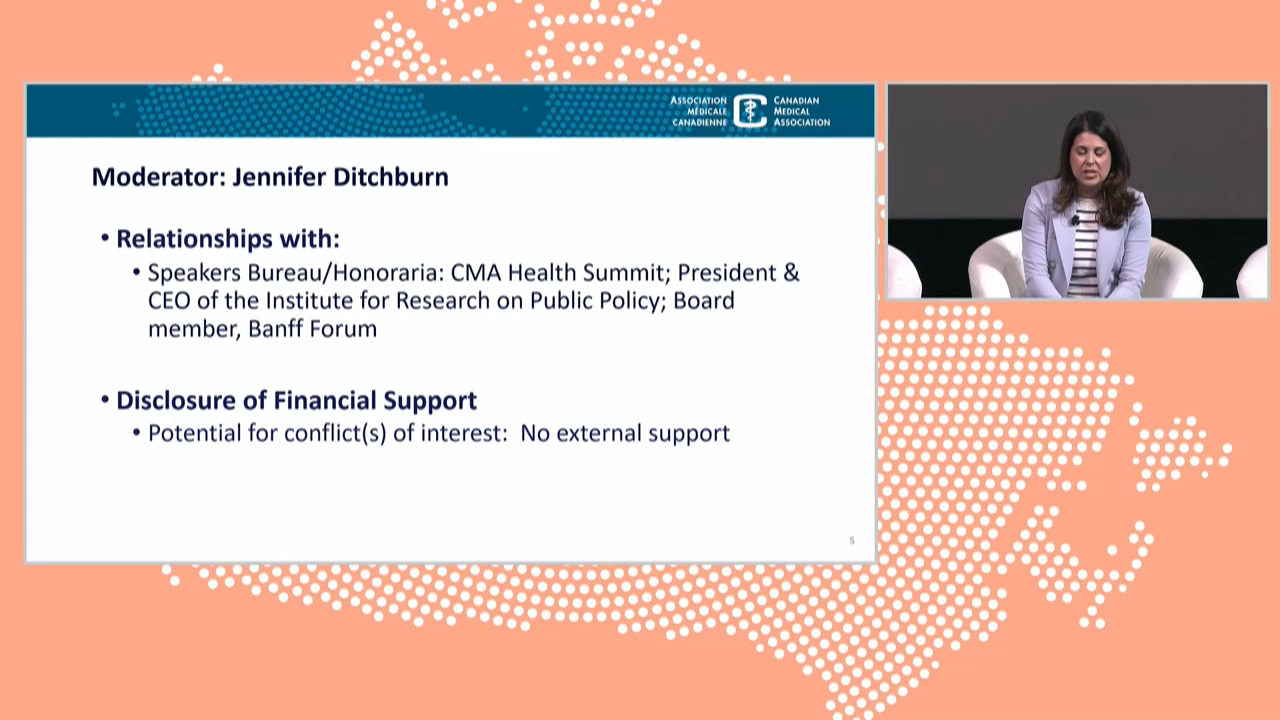 ASSOCIATION
MÉDICALE
CANADIENNE
CANADIAN
MEDICAL
ASSOCIATION
Moderator: Jennifer Ditchburn
• Relationships with:
• Speakers Bureau/Honoraria: CMA Health Summit; President &
CEO of the Institute for Research on Public Policy; Board
member, Banff Forum
• Disclosure of Financial Support
• Potential for conflict(s) of interest: No external support
5